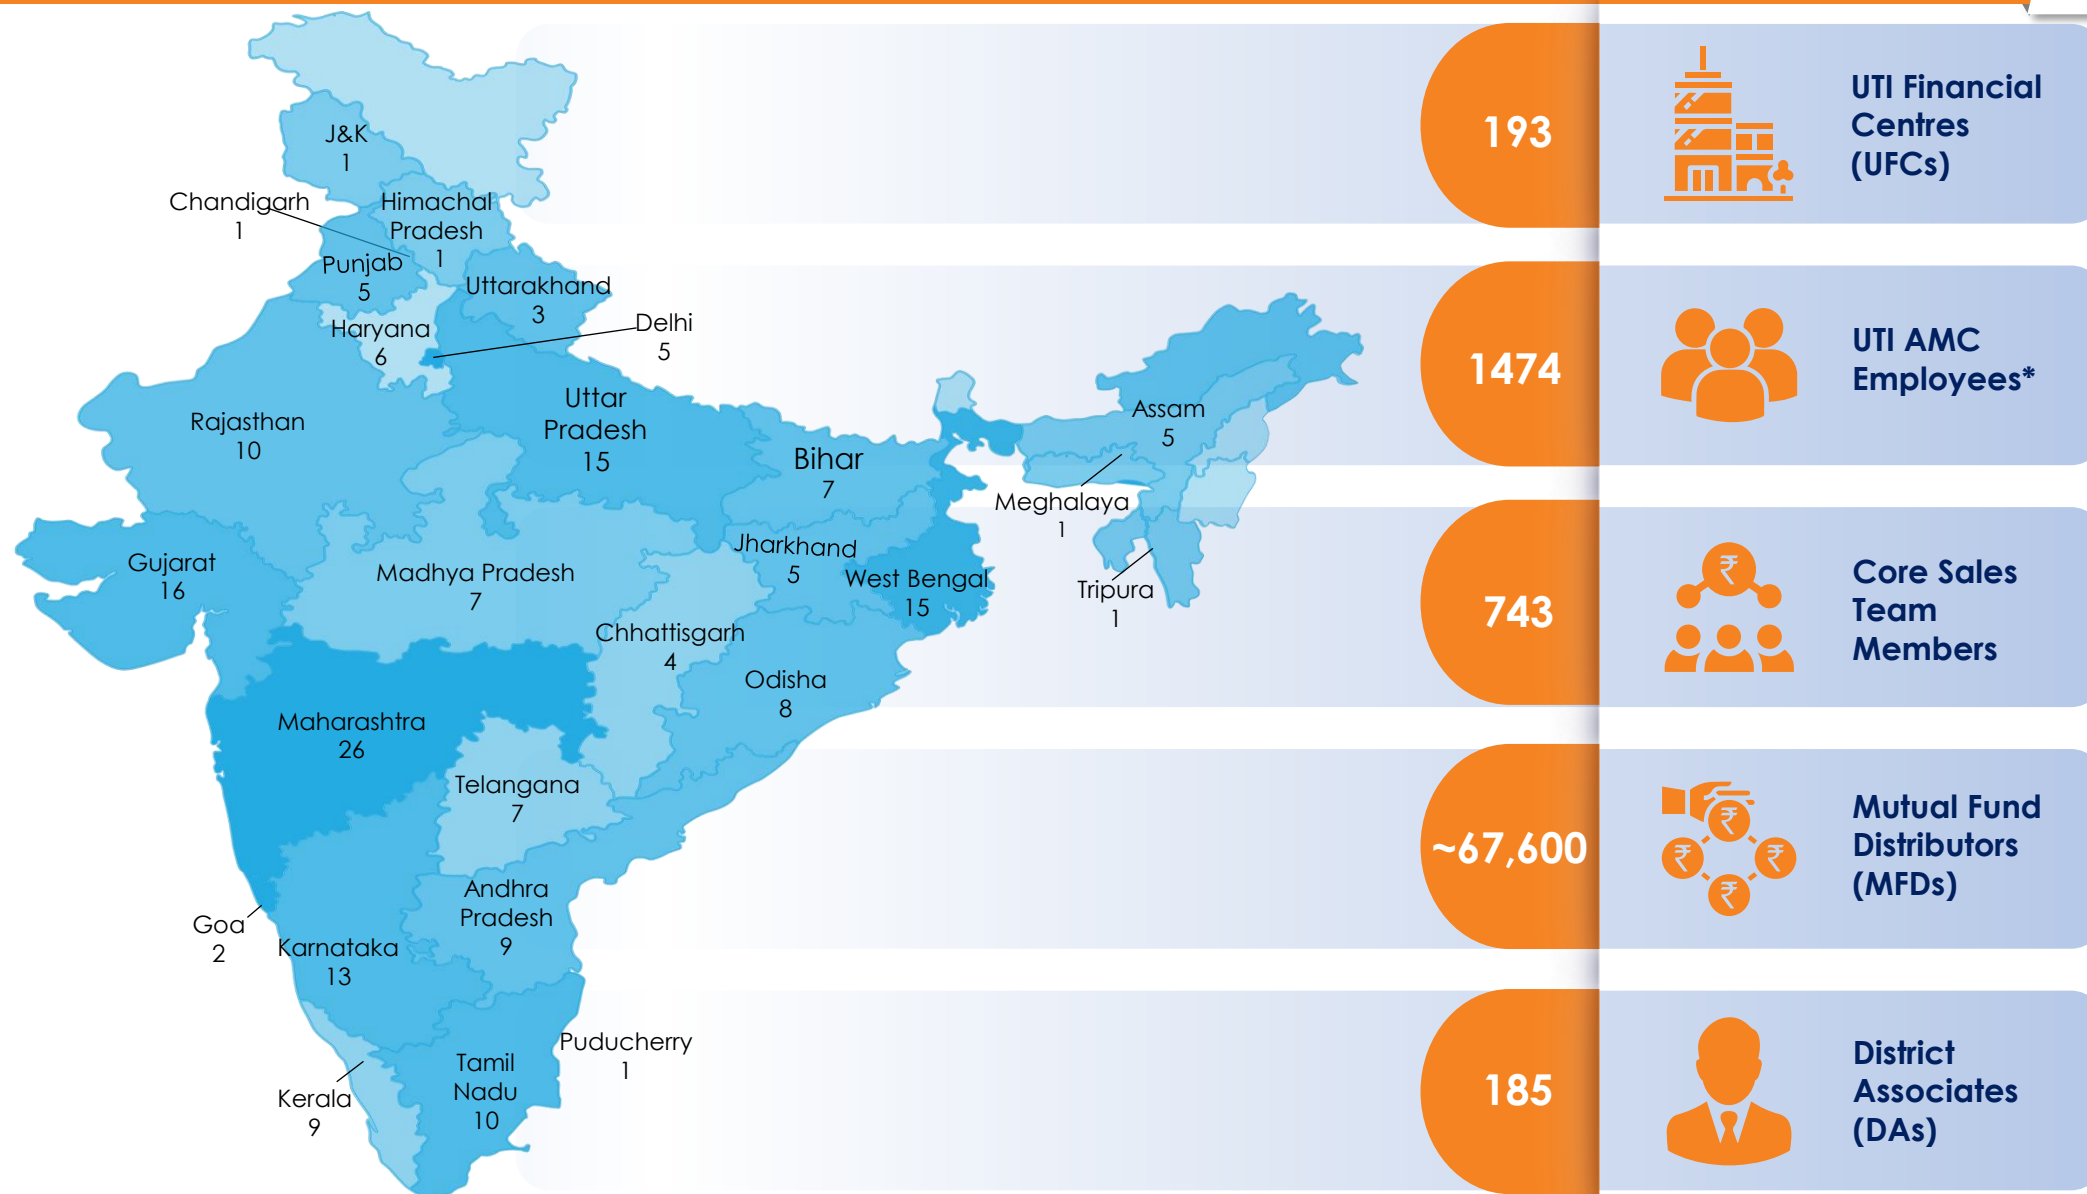 J&K
1
Chandigarh
1
Himachal
Pradesh
1
Punjab
5
Uttarakhand
3
Haryana
6
Delhi
5
Rajasthan
10
Uttar
Pradesh
15
Bihar
7
Assam
5
Meghalaya
1
Tripura
1
Gujarat
16
Madhya Pradesh
7
Jharkhand
5
West Bengal
15
Chhattisgarh
4
Odisha
8
Maharashtra
26
Telangana
7
Andhra
Pradesh
9
Goa
2
Karnataka
13
Kerala
9
Tamil
Nadu
10
Puducherry
1
193
UTI Financial
Centres
(UFCs)
1474
UTI AMC
Employees*
743
₹
Core Sales
Team
Members
~67,600
₹
₹
₹
₹
Mutual Fund
Distributors
(MFDs)
185
District
Associates
(DAs)